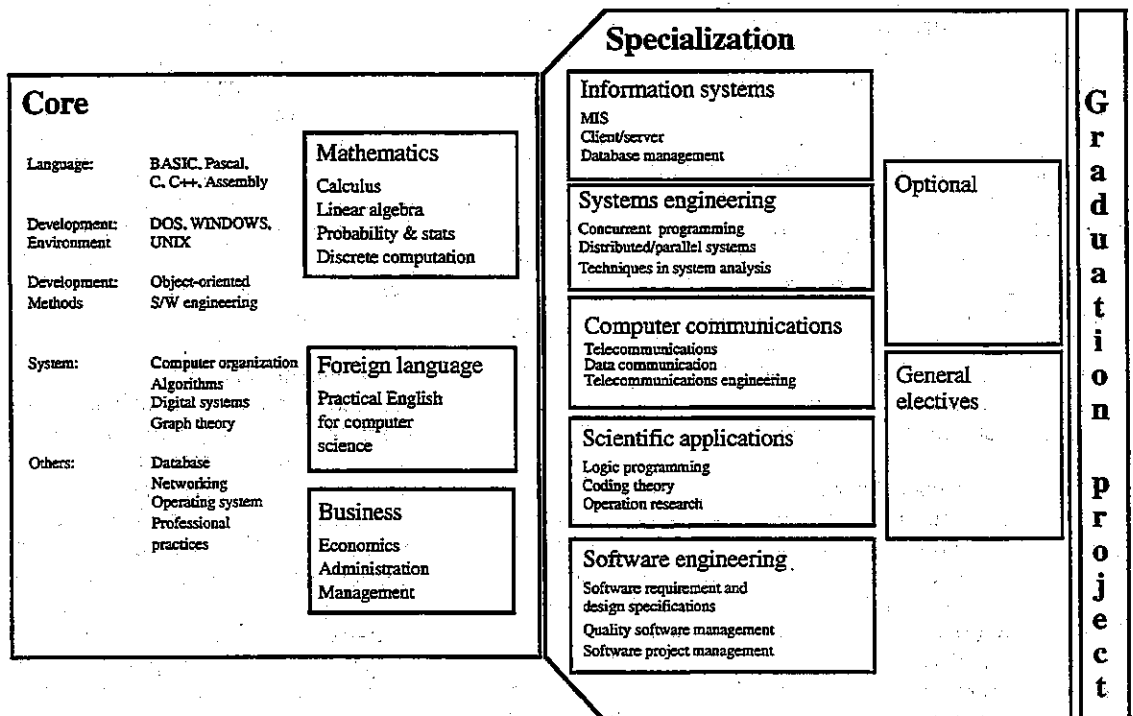 Core
Language: BASIC, Pascal,
C, C++, Assembly
Development: DOS, WINDOWS,
Environment UNIX
Development: Object-oriented
Methods S/W engineering
System: Computer organization
Algorithms
Digital systems
Graph theory
Others: Database
Networking
Operating system
Professional
practices
Mathematics
Calculus
Linear algebra
Probability & stats
Discrete computation
Foreign language
Practical English
for computer
science
Business
Economics
Administration
Management
Specialization
Information systems
MIS
Client/server
Database management
Systems engineering
Concurrent programming
Distributed/parallel systems
Techniques in system analysis
Computer communications
Telecommunications
Data communication
Telecommunications engineering
Scientific applications
Logic programming
Coding theory
Operation research
Software engineering
Software requirement and
design specifications
Quality software management
Software project management
Optional
General
electives
Graduation project